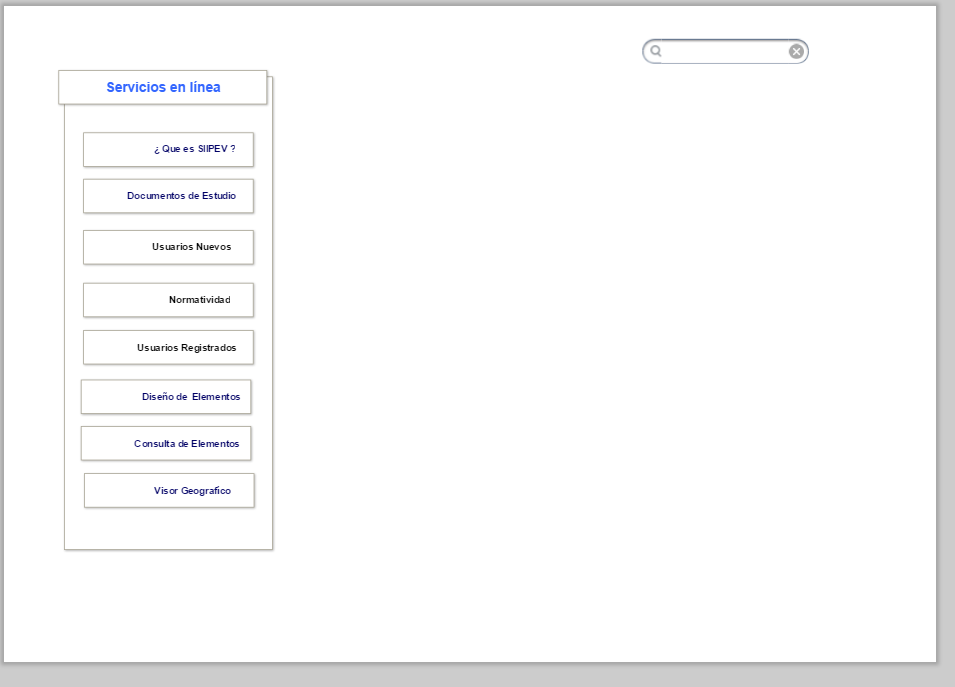 Servicios en línea
¿ Que es SIIPEV ?
Documentos de Estudio
Usuarios Nuevos
Normatividad
Usuarios Registrados
Diseño de Elementos
Consulta de Elementos
Visor Geografico